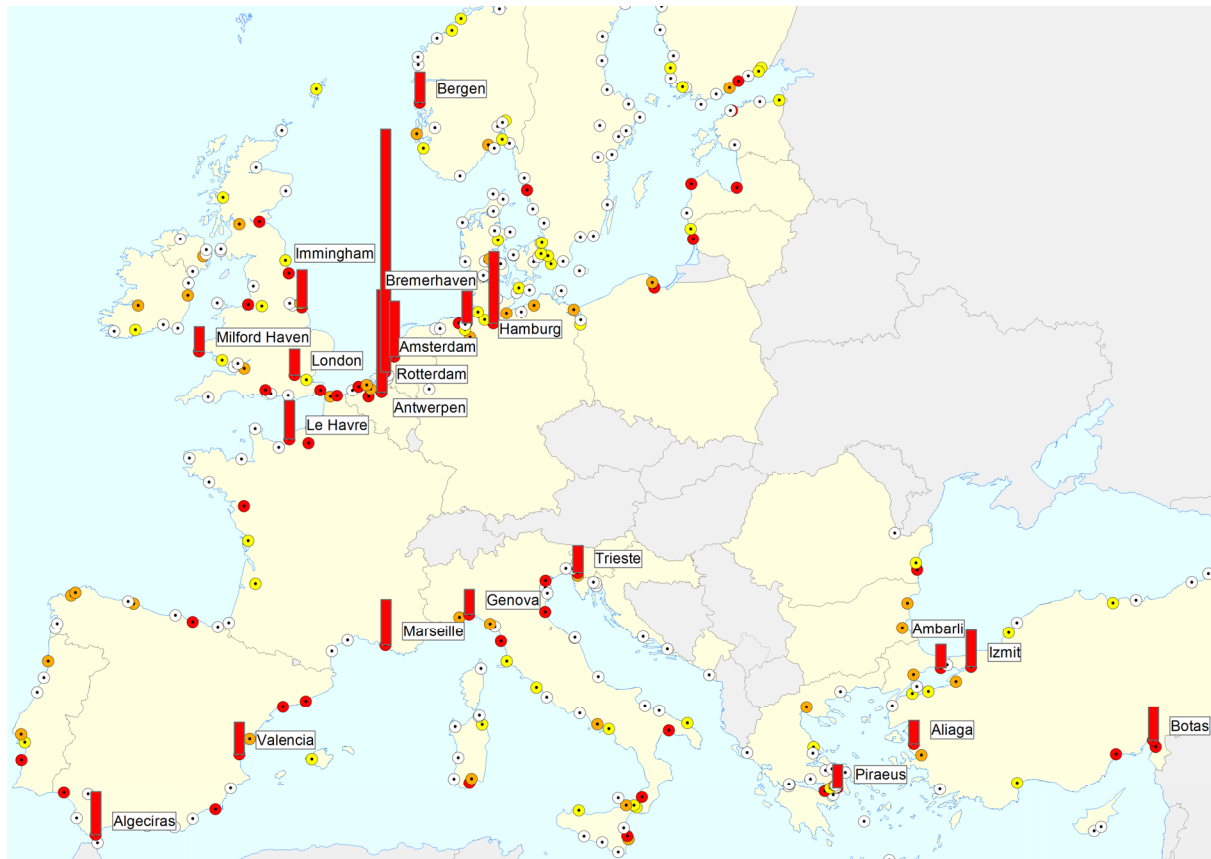 Bergen
Immingham
Bremerhaven
Hamburg
Milford Haven
Amsterdam
London
Rotterdam
Antwerpen
Le Havre
Trieste
Genova
Marseille
Ambarli
Izmit
Valencia
Aliaga
Botas
Piraeus
Algeciras